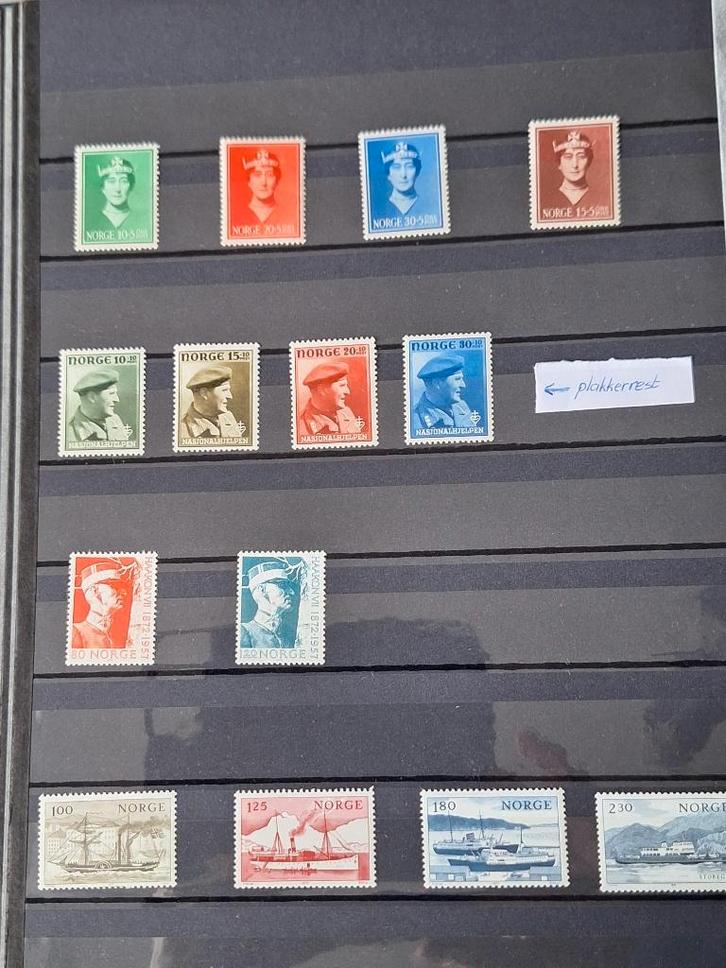 NORGE 10+5 ØRE
NORGE 20+5 ØRE
NORGE 30+5 ØRE
NORGE 15+5 ØRE
NORGE 10+10
NASJONALHJELPEN
NORGE 15+10
NASJONALHJELPEN
NORGE 20+10
NASJONALHJELPEN
NORGE 30+10
NASJONALHJELPEN
← plakkerrest
HAAKON VII 1872-1957
80 NORGE
HAAKON VII 1872-1957
120 NORGE
100 NORGE
125 NORGE
180 NORGE
230 NORG